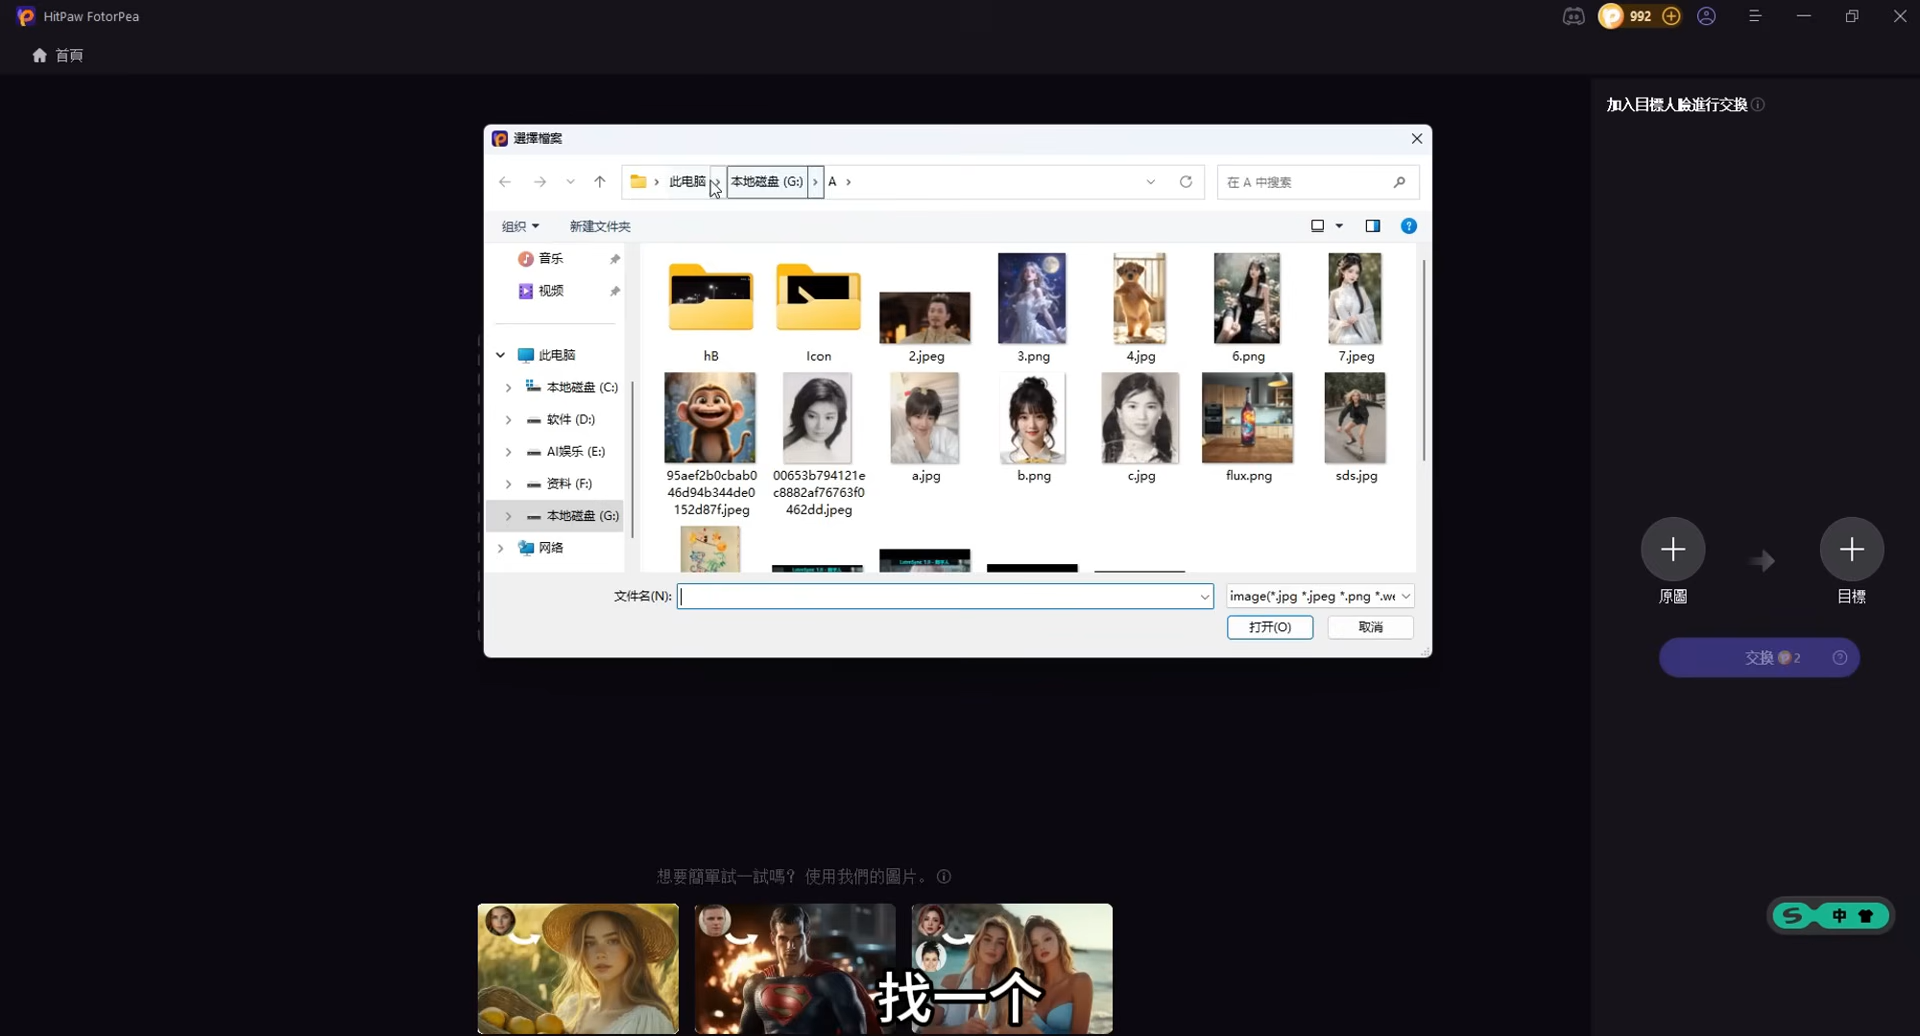 HitPaw FotorPea
992
首頁
加入目標人臉進行交換
選擇檔案
此电脑
本地磁盘 (G:)
A
在 A 中搜索
组织
新建文件夹
音乐
视频
此电脑
本地磁盘 (C:)
软件 (D:)
AI娱乐 (E:)
资料 (F:)
本地磁盘 (G:)
网络
hB
Icon
2.jpeg
3.png
4.jpg
6.png
7.jpeg
95aef2b0cbab0
46d94b344de0
152d87f.jpeg
00653b794121e
c8882af76763f0
462dd.jpeg
a.jpg
b.png
c.jpg
flux.png
sds.jpg
文件名(N):
image(*.jpg *.jpeg *.png *.we
打开(O)
取消
原圖
目標
交換 2
想要簡單試一試嗎？使用我們的圖片。
中
找一个